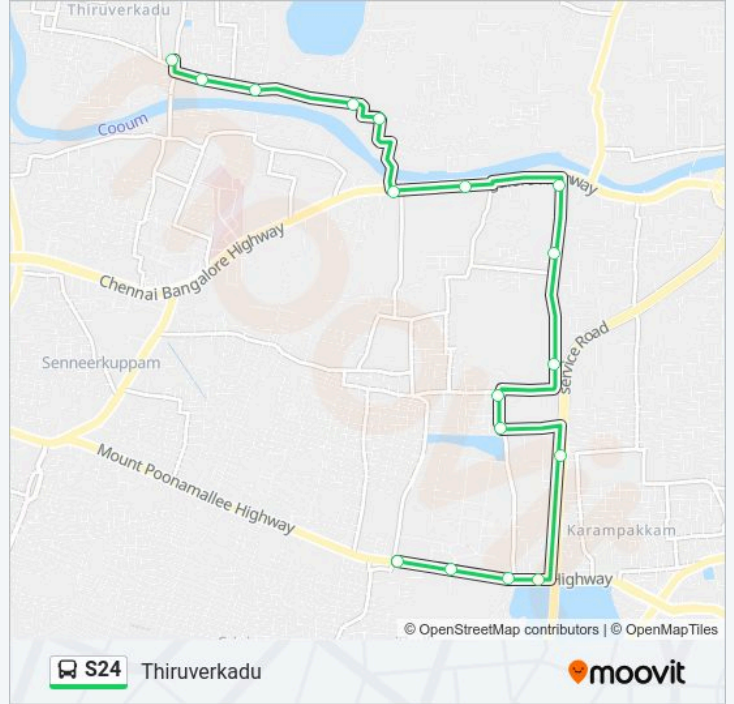 Thiruverkadu
Cooum
way
Chennai Bangalore Highway
service Road
Senneerkuppam
Mount Poonamallee Highway
Karampakkam
Highway
© OpenStreetMap contributors | © OpenMapTiles
S24 Thiruverkadu
moovit